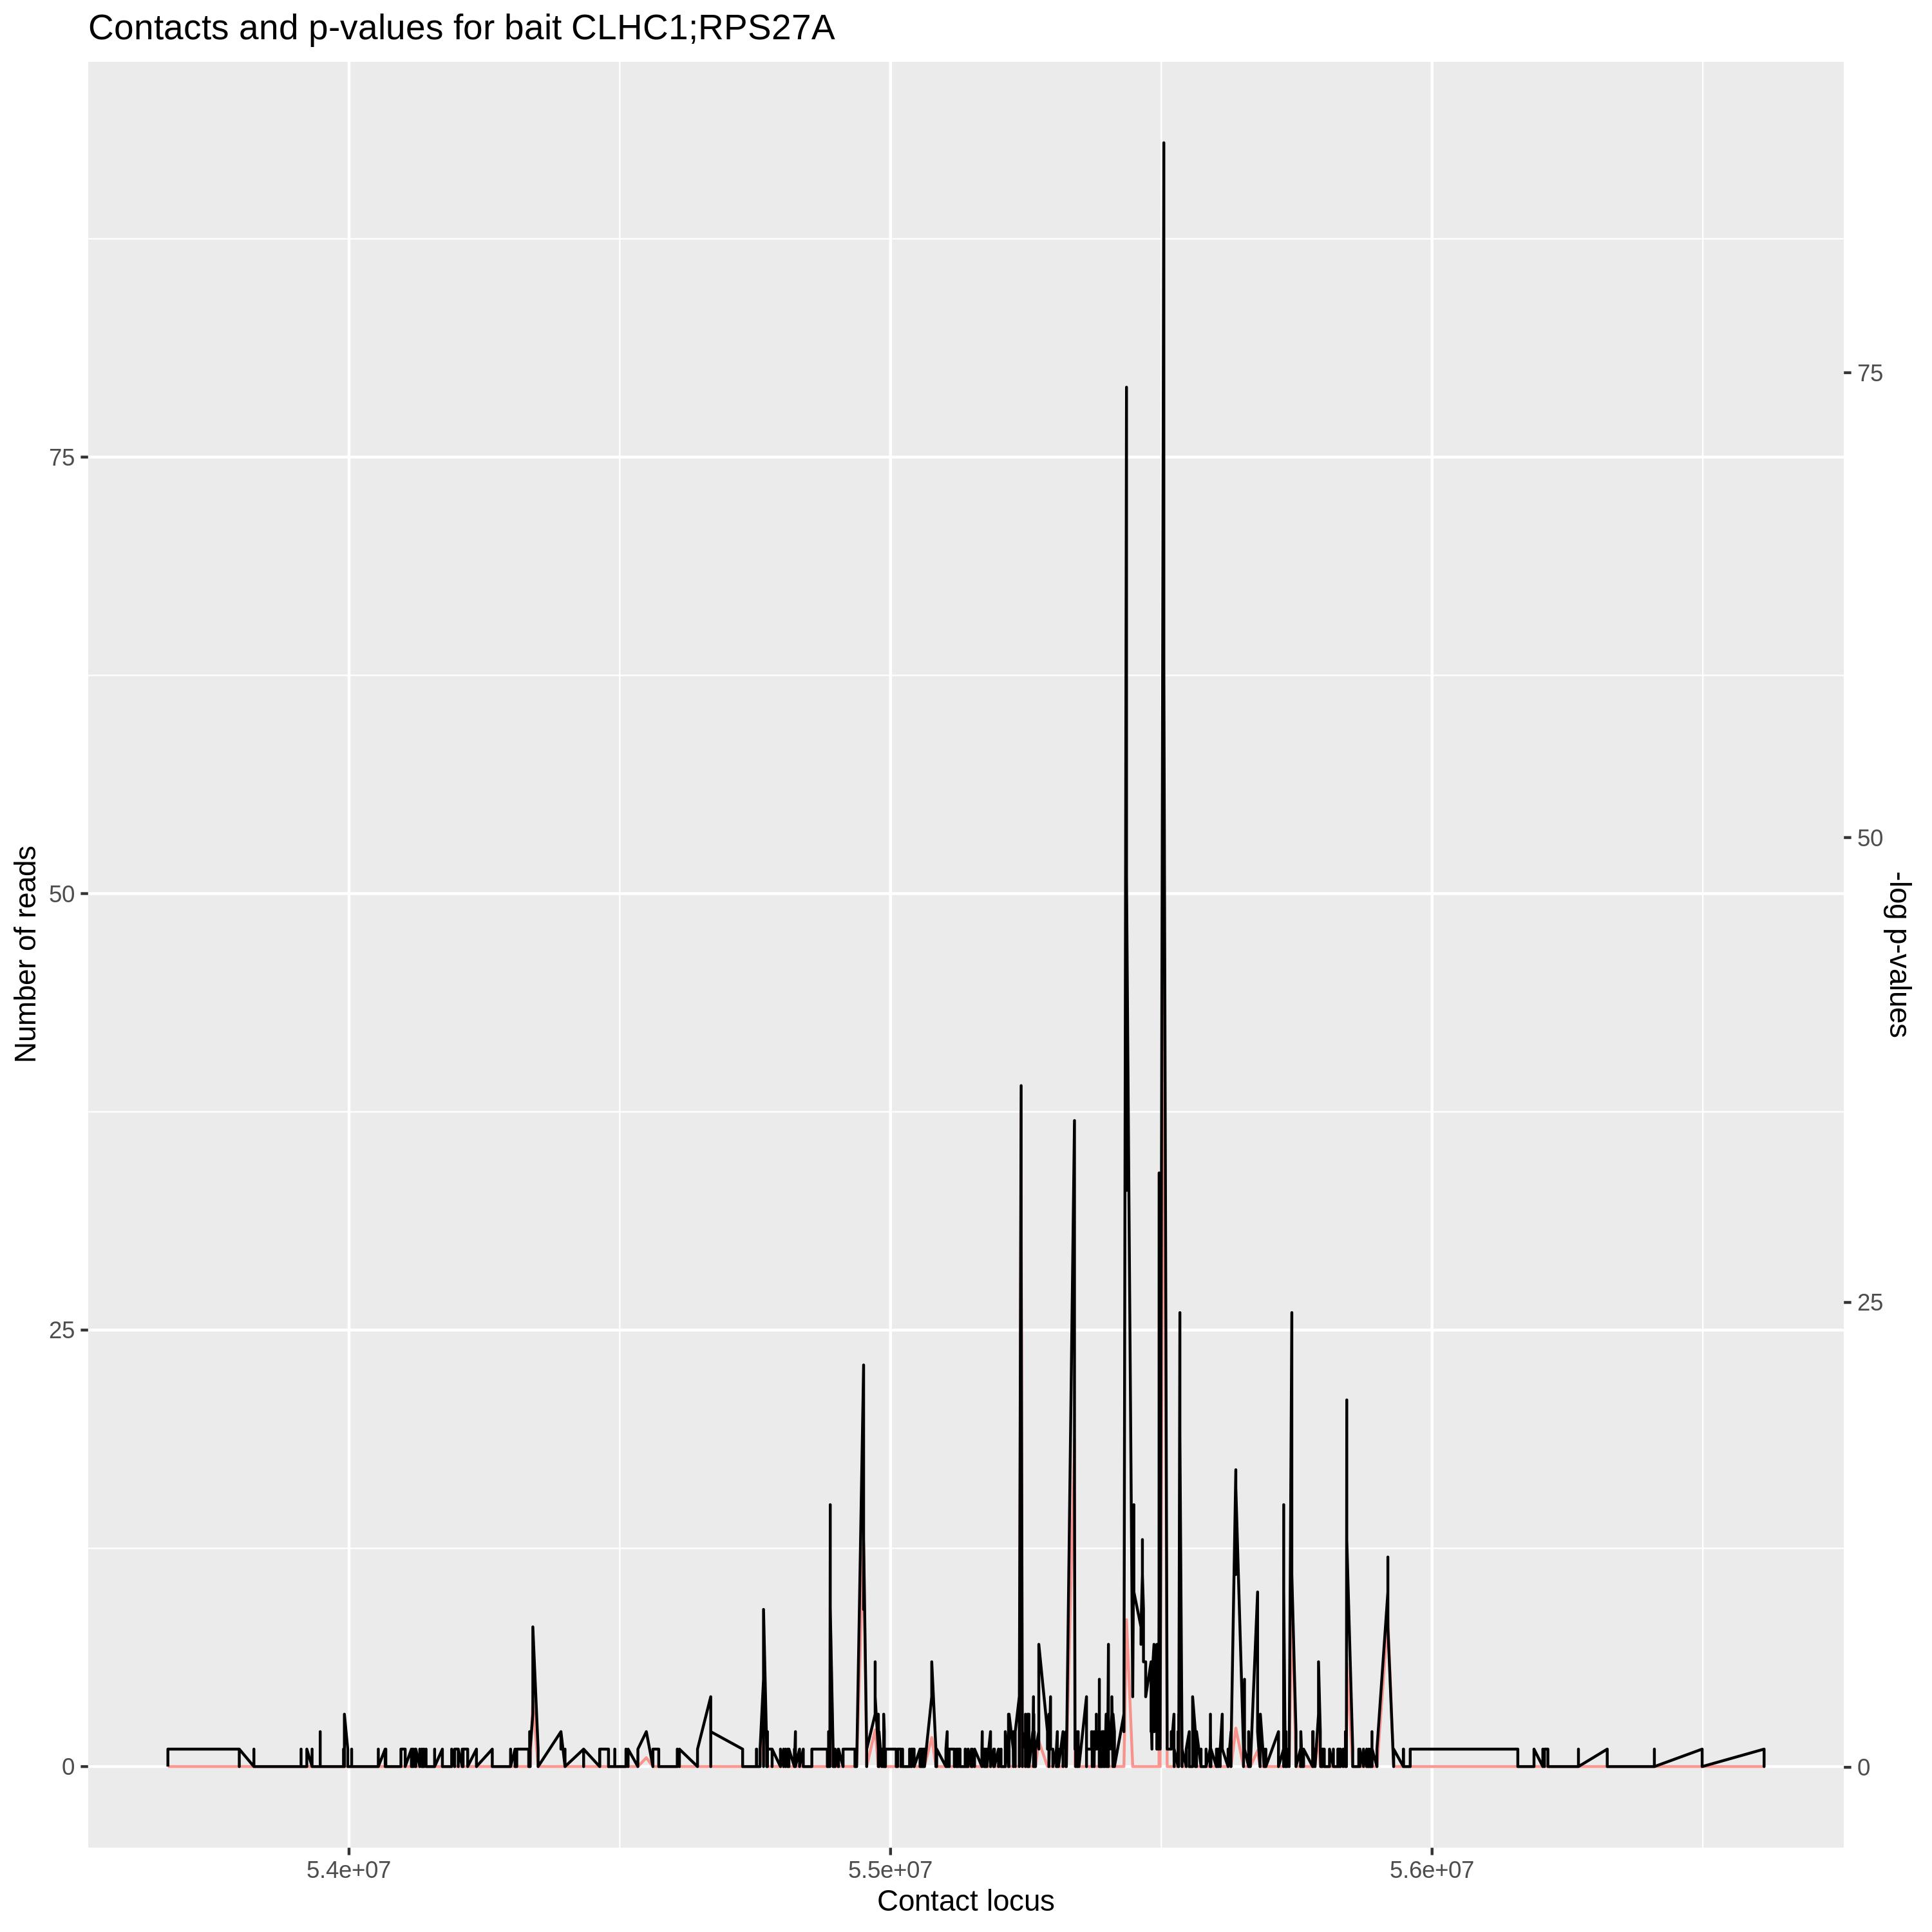 Contacts and p-values for bait CLHC1;RPS27A
75
50
25
0
Number of reads
75
50
25
0
-log p-values
5.4e+07
5.5e+07
5.6e+07
Contact locus